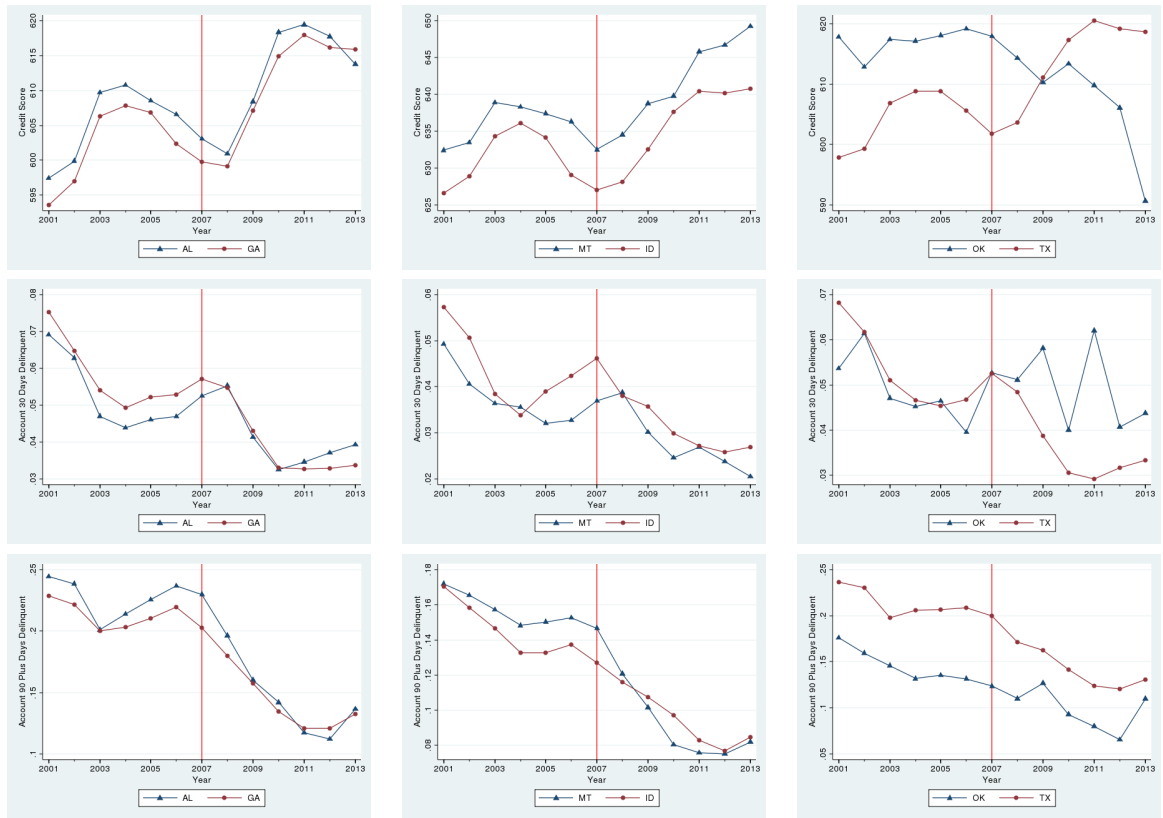 Credit Score
620
615
610
605
600
595
2001 2003 2005 2007 2009 2011 2013
Year
AL GA
Credit Score
650
645
640
635
630
625
2001 2003 2005 2007 2009 2011 2013
Year
MT ID
Credit Score
620
610
600
590
2001 2003 2005 2007 2009 2011 2013
Year
OK TX
Account 30 Days Delinquent
.08
.07
.06
.05
.04
.03
2001 2003 2005 2007 2009 2011 2013
Year
AL GA
Account 30 Days Delinquent
.06
.05
.04
.03
.02
2001 2003 2005 2007 2009 2011 2013
Year
MT ID
Account 30 Days Delinquent
.07
.06
.05
.04
.03
2001 2003 2005 2007 2009 2011 2013
Year
OK TX
Account 90 Plus Days Delinquent
.25
.2
.15
.1
2001 2003 2005 2007 2009 2011 2013
Year
AL GA
Account 90 Plus Days Delinquent
.18
.16
.14
.12
.1
.08
2001 2003 2005 2007 2009 2011 2013
Year
MT ID
Account 90 Plus Days Delinquent
.25
.2
.15
.1
.05
2001 2003 2005 2007 2009 2011 2013
Year
OK TX